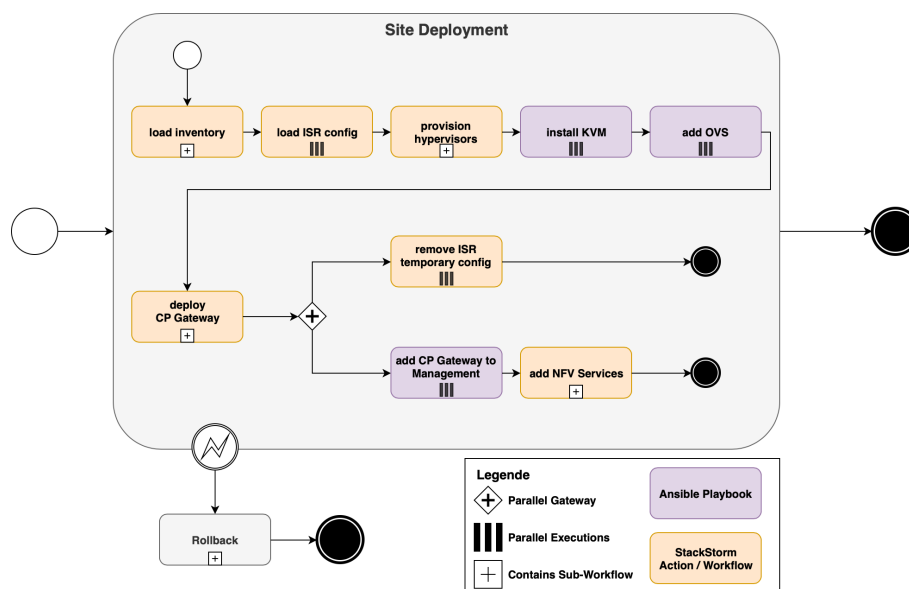 Site Deployment
load inventory
load ISR config
provision
hypervisors
install KVM
add OVS
remove ISR
temporary config
deploy
CP Gateway
add CP Gateway to
Management
add NFV Services
Rollback
Legende
Parallel Gateway
Parallel Executions
Contains Sub-Workflow
Ansible Playbook
StackStorm
Action / Workflow